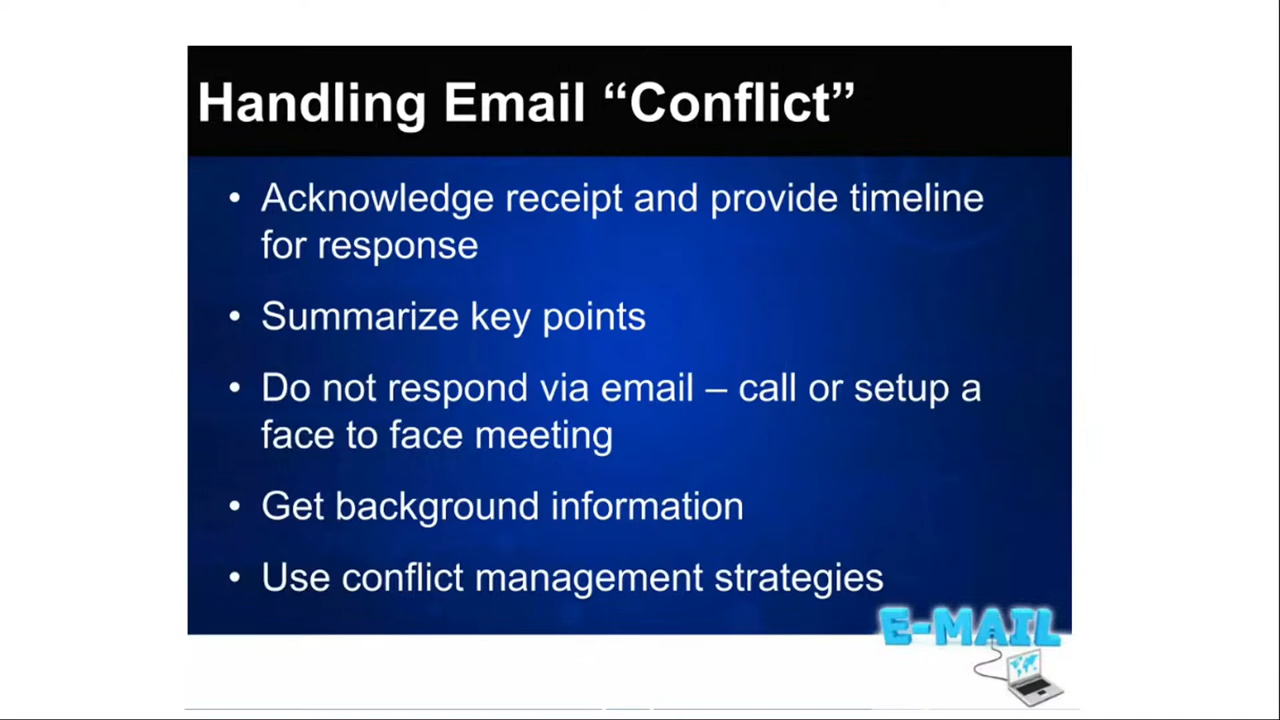 Handling Email “Conflict”
• Acknowledge receipt and provide timeline
for response
• Summarize key points
• Do not respond via email – call or setup a
face to face meeting
• Get background information
• Use conflict management strategies
E-MAIL